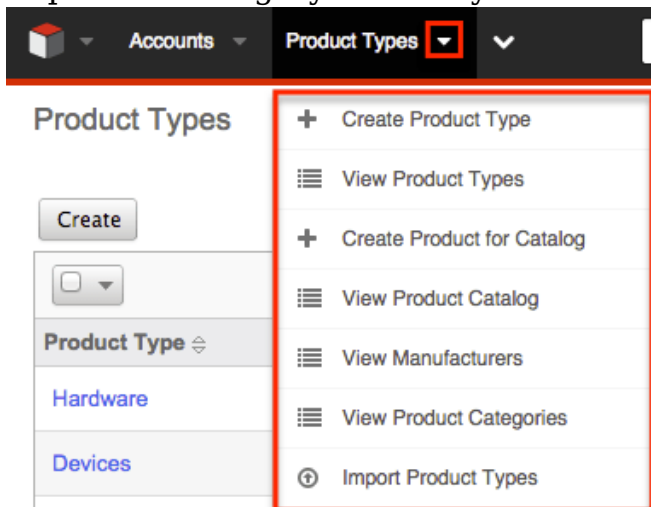 Accounts
Product Types
Product Types
Create
Product Type
Hardware
Devices
Create Product Type
View Product Types
Create Product for Catalog
View Product Catalog
View Manufacturers
View Product Categories
Import Product Types